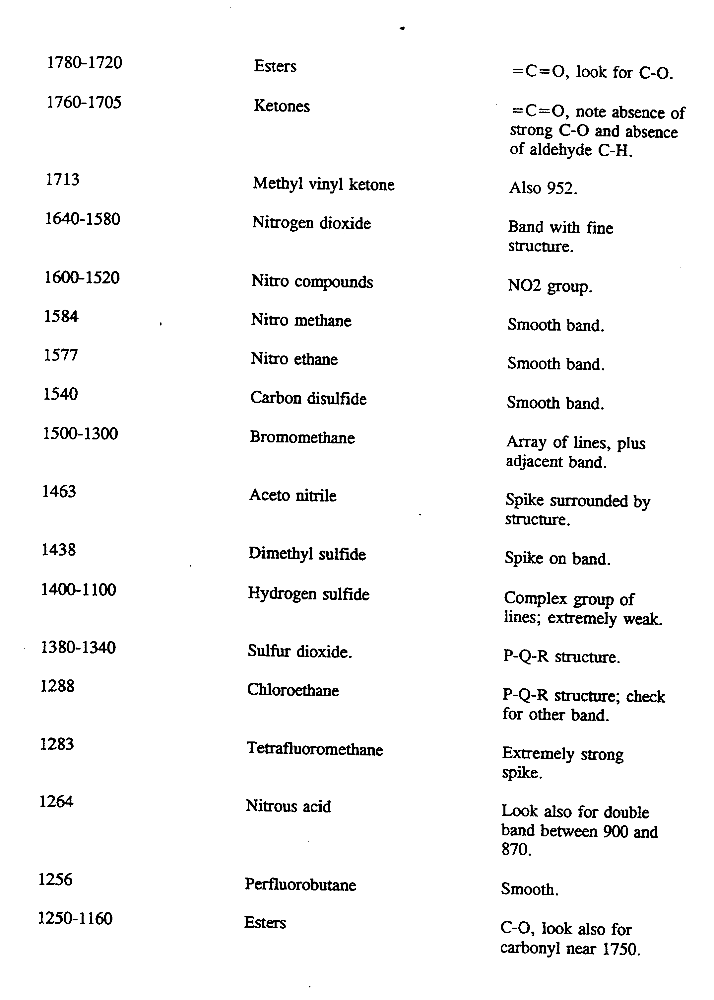 1780-1720 Esters =C=O, look for C-O.
1760-1705 Ketones =C=O, note absence of
strong C-O and absence
of aldehyde C-H.
1713 Methyl vinyl ketone Also 952.
1640-1580 Nitrogen dioxide Band with fine
structure.
1600-1520 Nitro compounds NO2 group.
1584 Nitro methane Smooth band.
1577 Nitro ethane Smooth band.
1540 Carbon disulfide Smooth band.
1500-1300 Bromomethane Array of lines, plus
adjacent band.
1463 Aceto nitrile Spike surrounded by
structure.
1438 Dimethyl sulfide Spike on band.
1400-1100 Hydrogen sulfide Complex group of
lines; extremely weak.
1380-1340 Sulfur dioxide. P-Q-R structure.
1288 Chloroethane P-Q-R structure; check
for other band.
1283 Tetrafluoromethane Extremely strong
spike.
1264 Nitrous acid Look also for double
band between 900 and
870.
1256 Perfluorobutane Smooth.
1250-1160 Esters C-O, look also for
carbonyl near 1750.